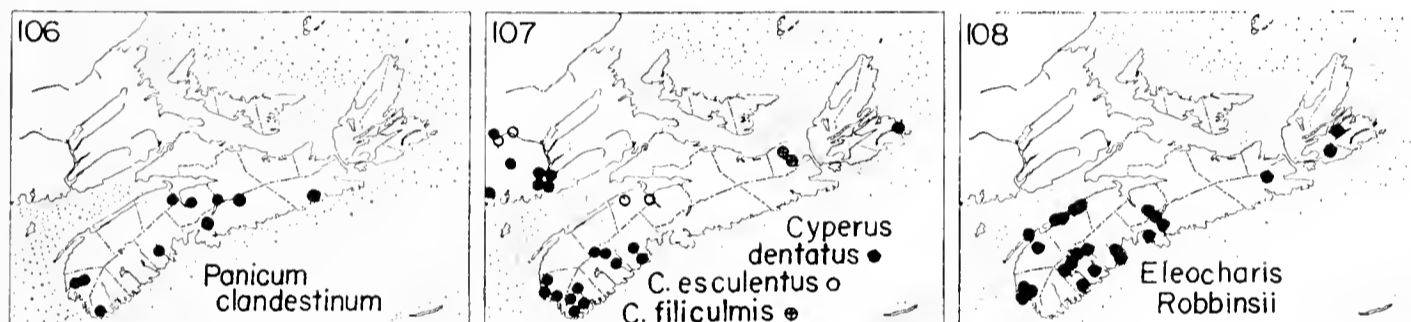 106
Panicum
clandestinum
107
Cyperus
dentatus ●
C. esculentus ○
C. filiculmis ⊕
108
Eleocharis
Robbinsii